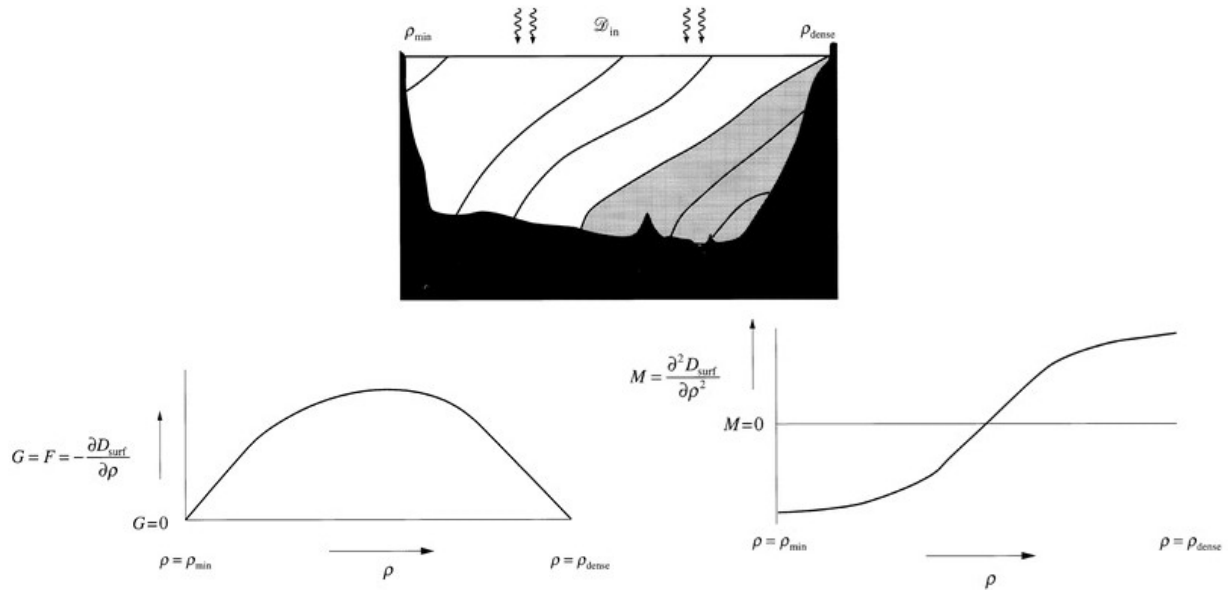 ρ_min 𝒟_in ρ_dense
G = F = −∂D_surf/∂ρ
G=0
ρ = ρ_min
ρ
ρ = ρ_dense
M = ∂²D_surf/∂ρ²
M=0
ρ = ρ_min
ρ
ρ = ρ_dense